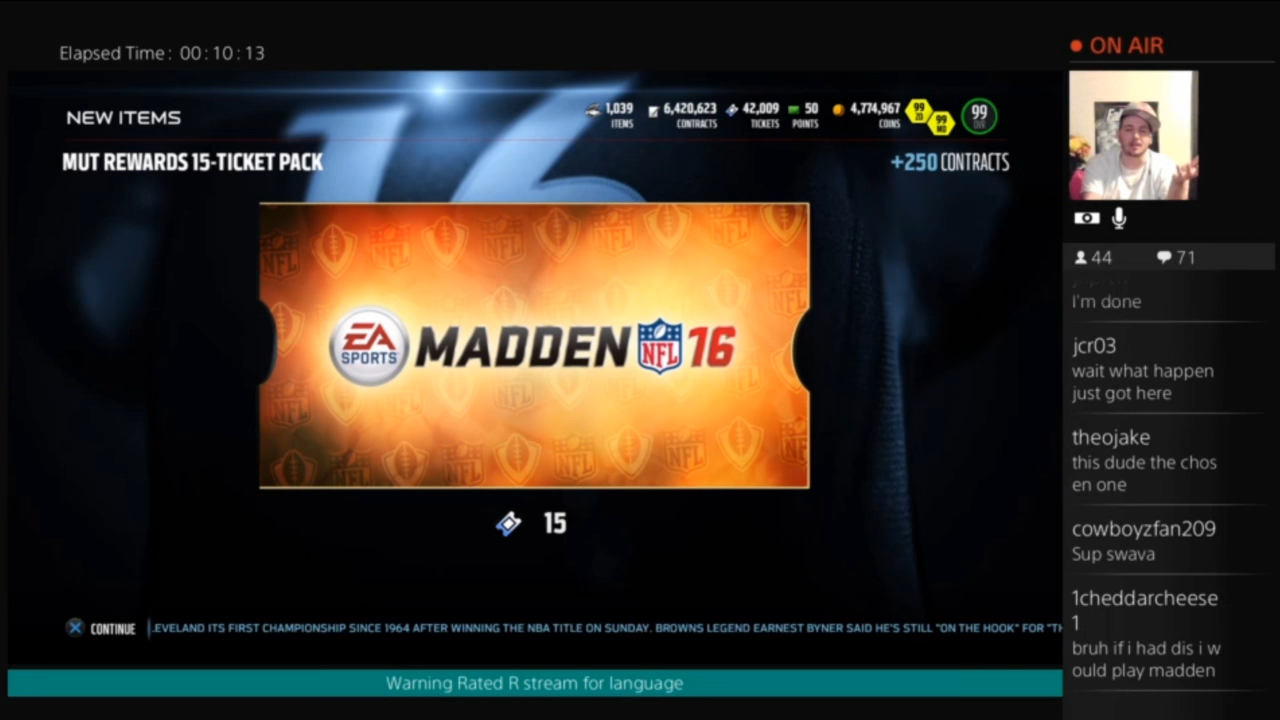 Elapsed Time: 00:10:13
ON AIR
NEW ITEMS
1,039 ITEMS
6,420,623 CONTRACTS
42,009 TICKETS
50 POINTS
4,774,967 COINS
99
99
99 OVR
MUT REWARDS 15-TICKET PACK
+250 CONTRACTS
EA SPORTS MADDEN NFL 16
15
CONTINUE
.EVELAND ITS FIRST CHAMPIONSHIP SINCE 1964 AFTER WINNING THE NBA TITLE ON SUNDAY. BROWNS LEGEND EARNEST BYNER SAID HE'S STILL "ON THE HOOK" FOR "TH
Warning Rated R stream for language
44
71
I'm done
jcr03
wait what happen
just got here
theojake
this dude the chos
en one
cowboyzfan209
Sup swava
1cheddarcheese
1
bruh if i had dis i w
ould play madden